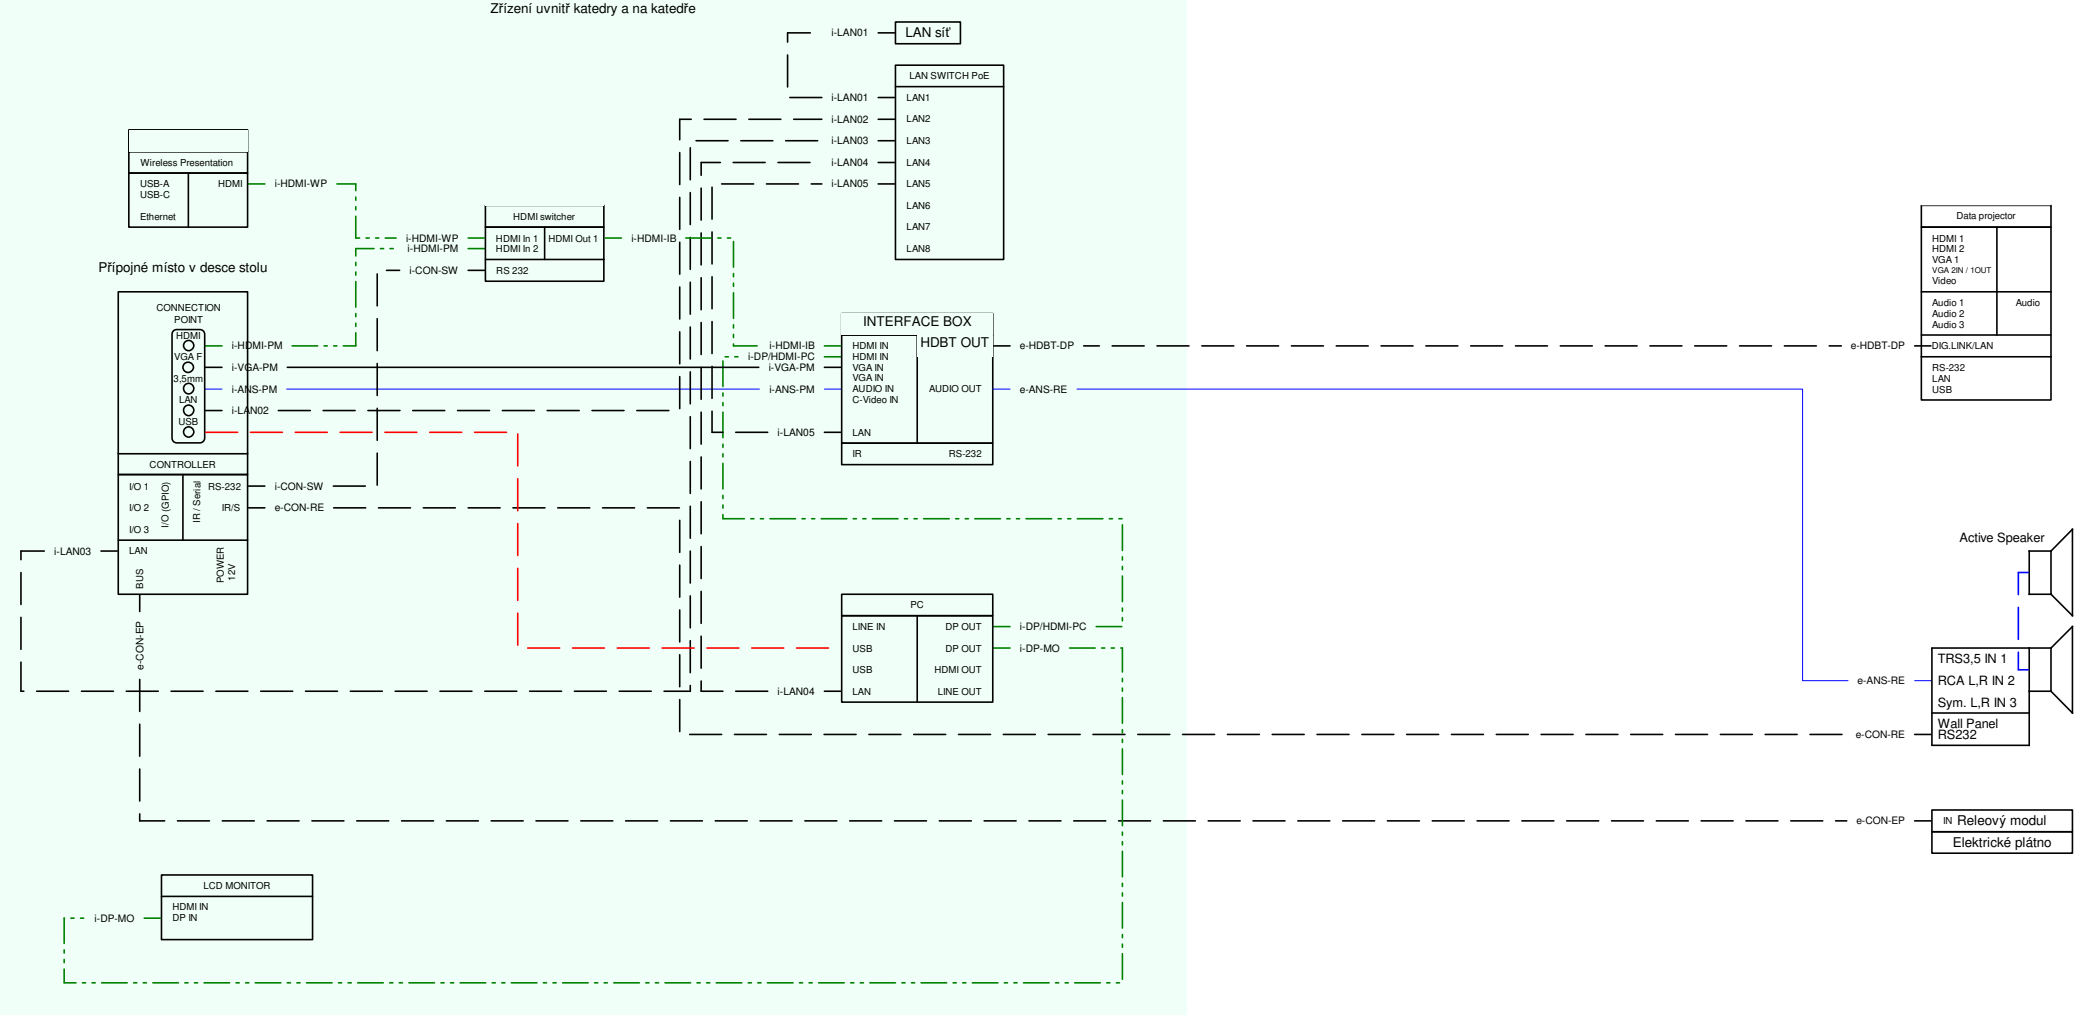 Zřízení uvnitř katedry a na katedře
i-LAN01
LAN síť
LAN SWITCH PoE
i-LAN01
LAN1
i-LAN02
LAN2
i-LAN03
LAN3
i-LAN04
LAN4
i-LAN05
LAN5
LAN6
LAN7
LAN8
Wireless Presentation
USB-A
USB-C
Ethernet
HDMI
i-HDMI-WP
HDMI switcher
i-HDMI-WP
i-HDMI-PM
HDMI In 1
HDMI In 2
HDMI Out 1
i-HDMI-IB
i-CON-SW
RS 232
Přípojné místo v desce stolu
CONNECTION
POINT
HDMI
i-HDMI-PM
VGA F
i-VGA-PM
3,5mm
i-ANS-PM
LAN
i-LAN02
USB
CONTROLLER
I/O 1
I/O 2
I/O 3
I/O (GPIO)
IR / Serial
RS-232
i-CON-SW
IR/S
e-CON-RE
i-LAN03
LAN
BUS
POWER
12V
e-CON-EP
INTERFACE BOX
i-HDMI-IB
HDMI IN
i-DP/HDMI-PC
HDMI IN
i-VGA-PM
VGA IN
VGA IN
i-ANS-PM
AUDIO IN
C-Video IN
i-LAN05
LAN
IR
RS-232
HDBT OUT
e-HDBT-DP
AUDIO OUT
e-ANS-RE
PC
LINE IN
USB
USB
i-LAN04
LAN
DP OUT
i-DP/HDMI-PC
DP OUT
i-DP-MO
HDMI OUT
LINE OUT
LCD MONITOR
HDMI IN
DP IN
i-DP-MO
Data projector
HDMI 1
HDMI 2
VGA 1
VGA 2IN / 1OUT
Video
Audio 1
Audio 2
Audio 3
Audio
e-HDBT-DP
DIG.LINK/LAN
RS-232
LAN
USB
Active Speaker
TRS3,5 IN 1
e-ANS-RE
RCA L,R IN 2
Sym. L,R IN 3
Wall Panel
RS232
e-CON-RE
e-CON-EP
IN Releový modul
Elektrické plátno